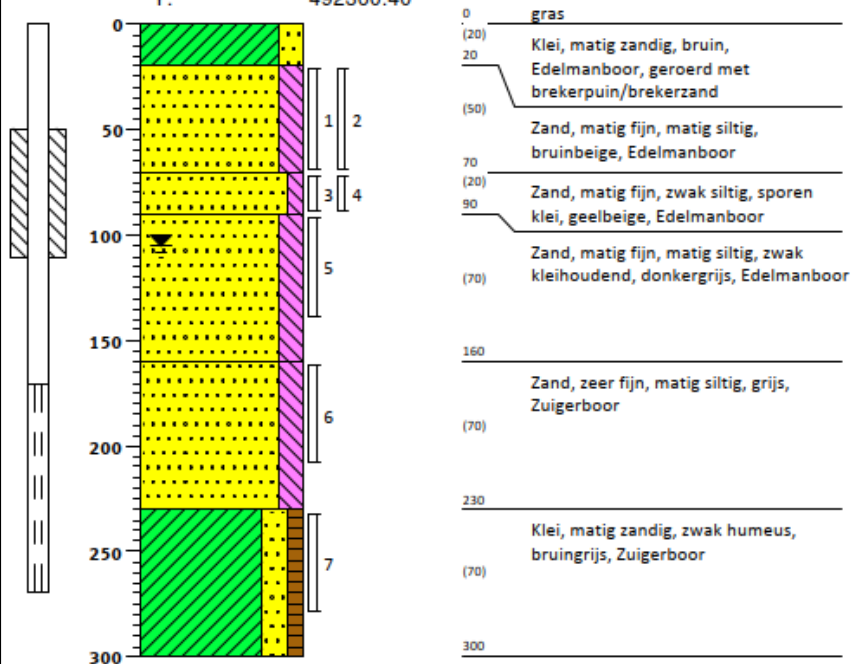 0
50
100
150
200
250
300
1 2
3 4
5
6
7
0 gras
(20)
20
Klei, matig zandig, bruin,
Edelmanboor, geroerd met
brekerpuin/brekerzand
(50)
Zand, matig fijn, matig siltig,
bruinbeige, Edelmanboor
70
(20)
90
Zand, matig fijn, zwak siltig, sporen
klei, geelbeige, Edelmanboor
Zand, matig fijn, matig siltig, zwak
kleihoudend, donkergrijs, Edelmanboor
(70)
160
Zand, zeer fijn, matig siltig, grijs,
Zuigerboor
(70)
230
Klei, matig zandig, zwak humeus,
bruingrijs, Zuigerboor
(70)
300